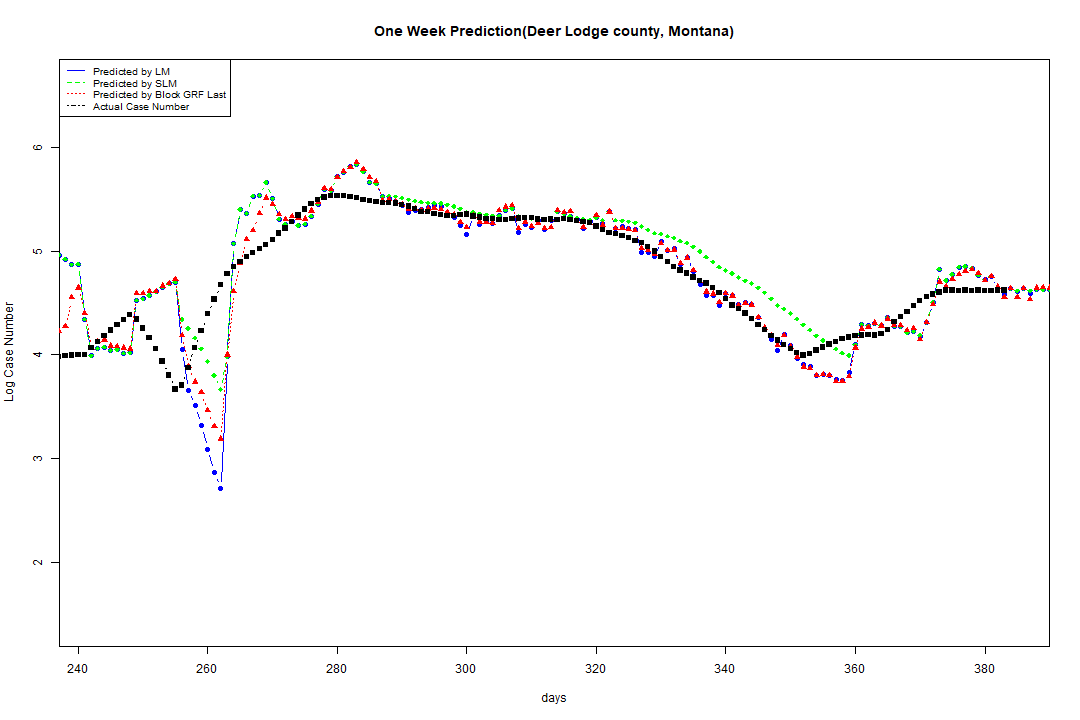 One Week Prediction(Deer Lodge county, Montana)
Predicted by LM
Predicted by SLM
Predicted by Block GRF Last
Actual Case Number
Log Case Number
6
5
4
3
2
240 260 280 300 320 340 360 380
days